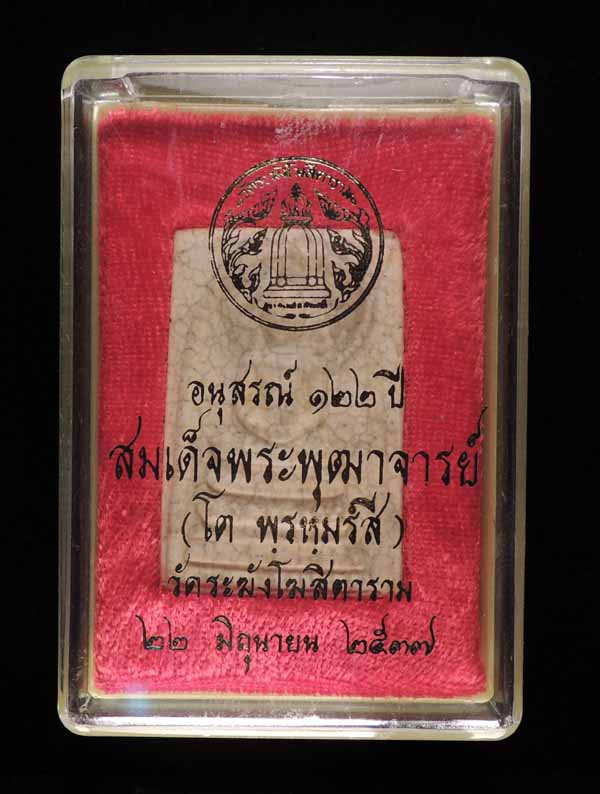 อนุสรณ์ ๑๒๒ ปี
สมเด็จพระพุฒาจารย์
(โต พฺรหฺมรํสี)
วัดระฆังโฆสิตาราม
๒๒ มิถุนายน ๒๕๓๗